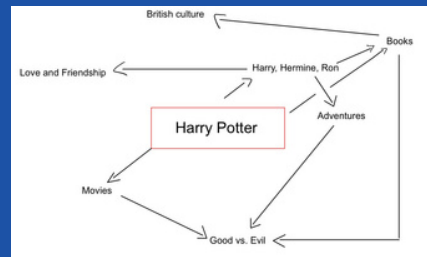 British culture
Books
Harry, Hermine, Ron
Love and Friendship
Adventures
Harry Potter
Movies
Good vs. Evil